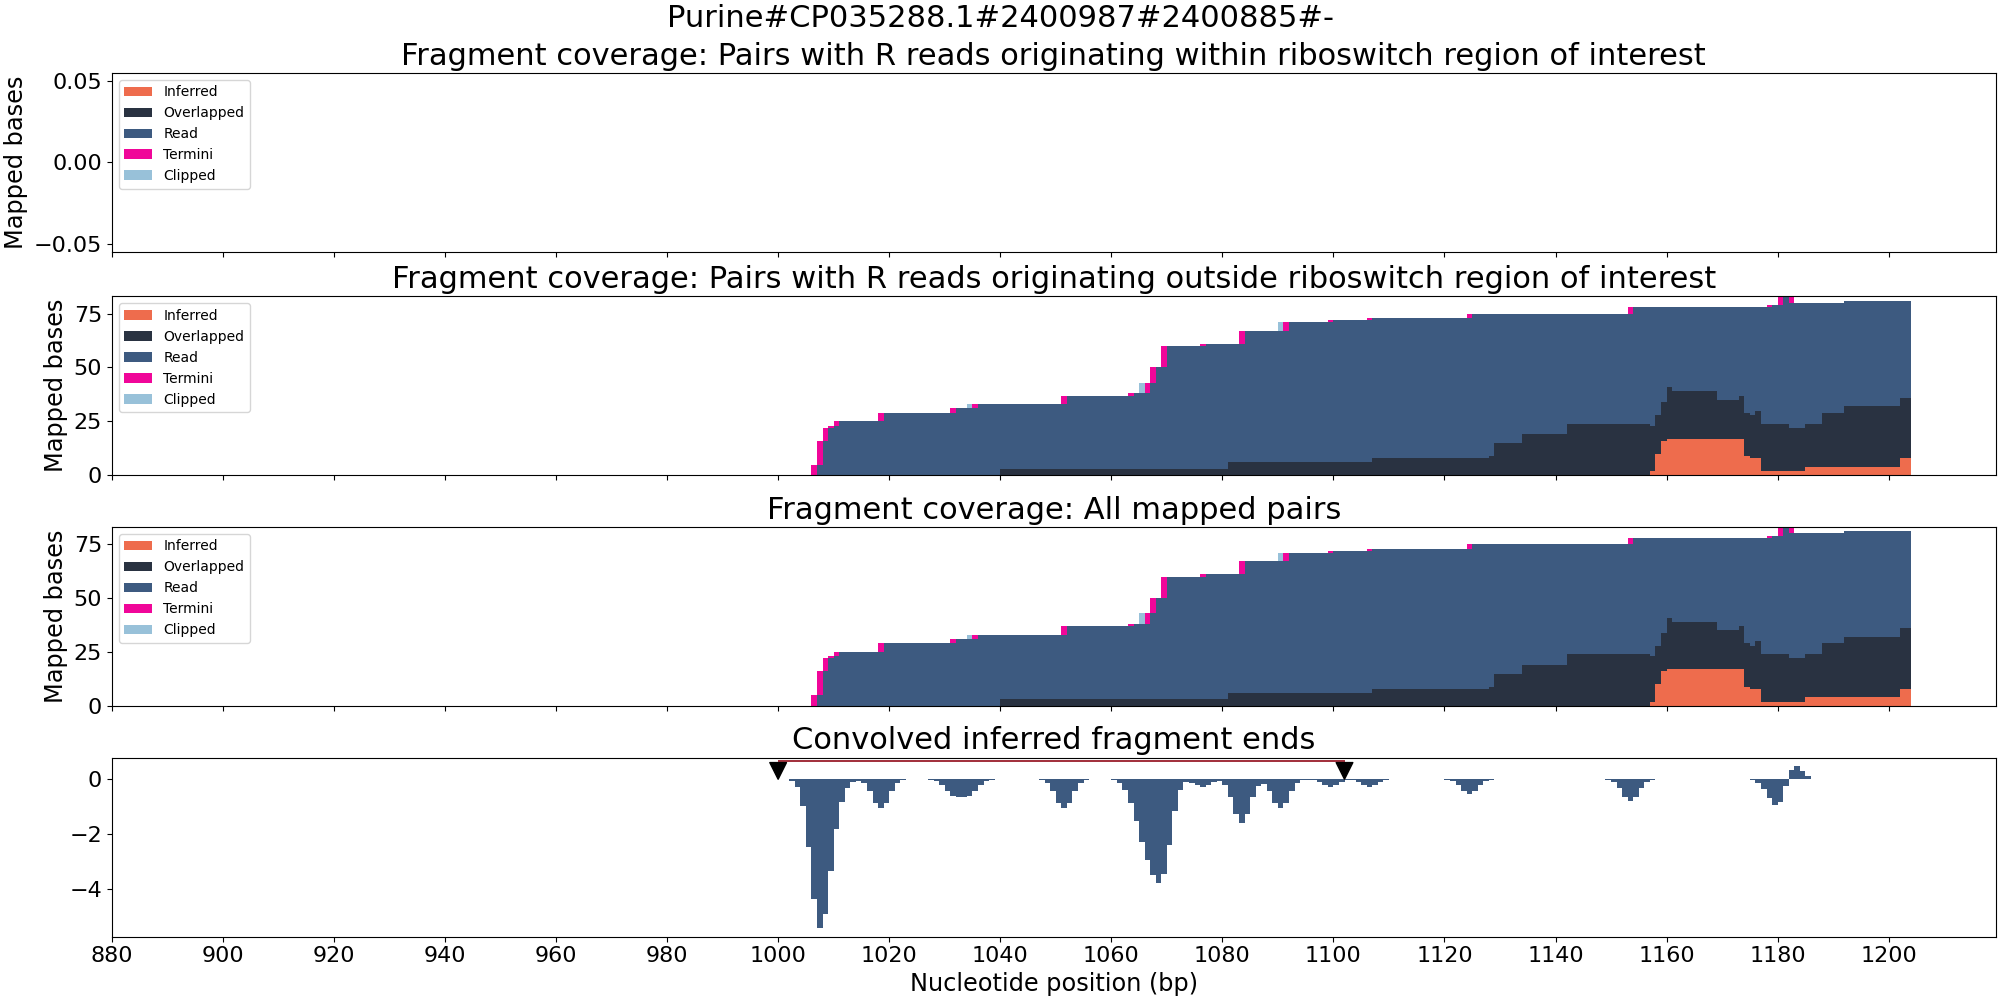 Purine#CP035288.1#2400987#2400885#-
Fragment coverage: Pairs with R reads originating within riboswitch region of interest
Mapped bases
0.05
0.00
−0.05
Inferred
Overlapped
Read
Termini
Clipped
Fragment coverage: Pairs with R reads originating outside riboswitch region of interest
Mapped bases
75
50
25
0
Inferred
Overlapped
Read
Termini
Clipped
Fragment coverage: All mapped pairs
Mapped bases
75
50
25
0
Inferred
Overlapped
Read
Termini
Clipped
Convolved inferred fragment ends
0
−2
−4
880 900 920 940 960 980 1000 1020 1040 1060 1080 1100 1120 1140 1160 1180 1200
Nucleotide position (bp)